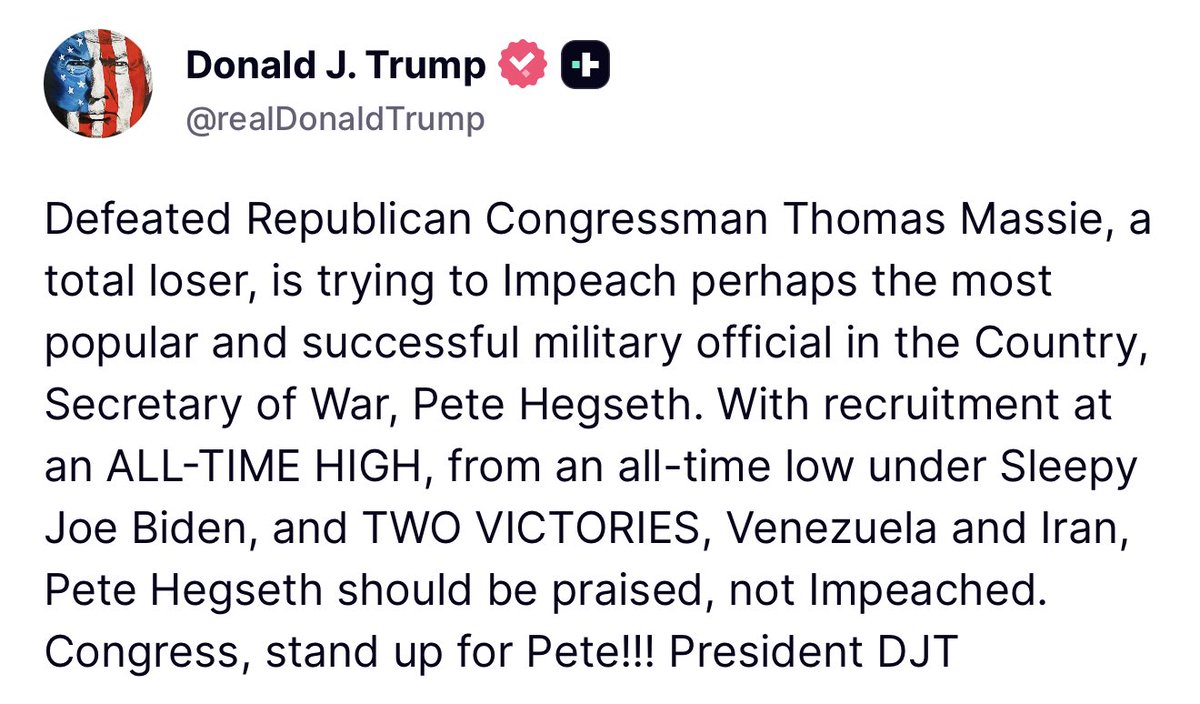 Donald J. Trump
@realDonaldTrump
Defeated Republican Congressman Thomas Massie, a
total loser, is trying to Impeach perhaps the most
popular and successful military official in the Country,
Secretary of War, Pete Hegseth. With recruitment at
an ALL-TIME HIGH, from an all-time low under Sleepy
Joe Biden, and TWO VICTORIES, Venezuela and Iran,
Pete Hegseth should be praised, not Impeached.
Congress, stand up for Pete!!! President DJT